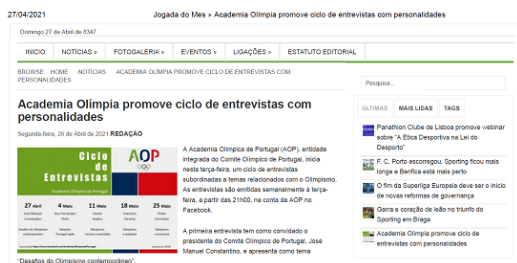 27/04/2021
Jogada do Mes » Academia Olímpia promove ciclo de entrevistas com personalidades
Domingo 27 de Abril de 8347
INICIO
NOTÍCIAS »
FOTOGALERIA »
EVENTOS »
LIGAÇÕES »
ESTATUTO EDITORIAL
BROWSE: HOME NOTÍCIAS ACADEMIA OLÍMPIA PROMOVE CICLO DE ENTREVISTAS COM
PERSONALIDADES
Academia Olímpia promove ciclo de entrevistas com
personalidades
Segunda-feira, 26 de Abril de 2021 REDAÇÃO
Ciclo
de
Entrevistas
Academia Olímpica de Portugal
AOP
27 Abril
4 Maio
11 Maio
18 Maio
25 Maio
A Academia Olímpica de Portugal (AOP), entidade
integrada do Comité Olímpico de Portugal, inicia
nesta terça-feira, um ciclo de entrevistas
subordinadas a temas relacionados com o Olimpismo.
As entrevistas são emitidas semanalmente à terça-
feira, a partir das 21h00, na conta da AOP no
Facebook.
A primeira entrevista tem como convidado o
presidente do Comité Olímpico de Portugal, José
Manuel Constantino, e apresenta como tema
"Desafios do Olimpismo contemporâneo".
Pesquisa...
ÚLTIMAS
MAIS LIDAS
TAGS
Panathlon Clube de Lisboa promove webinar
sobre "A Ética Desportiva na Lei do
Desporto"
F. C. Porto escorregou, Sporting ficou mais
longe e Benfica está mais perto
O fim da Superliga Europeia deve ser o início
de novas reformas de governança
Garra e coração de leão no triunfo do
Sporting em Braga
Academia Olímpia promove ciclo de
entrevistas com personalidades